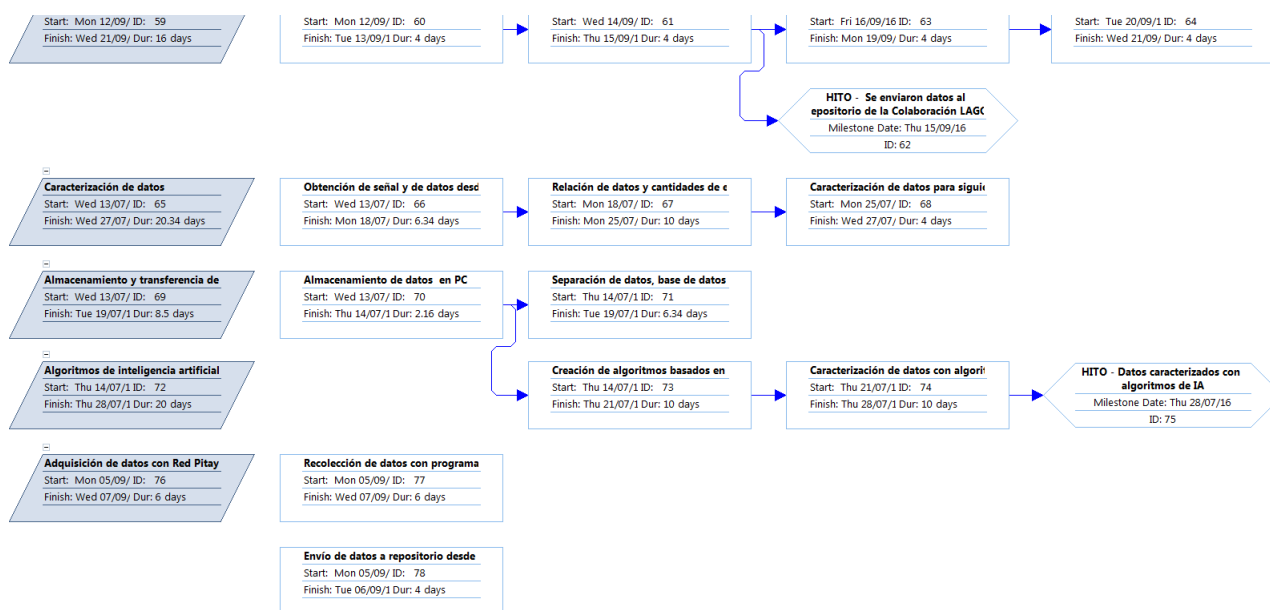 Start: Mon 12/09/ ID: 59
Finish: Wed 21/09/ Dur: 16 days
Start: Mon 12/09/ ID: 60
Finish: Tue 13/09/1 Dur: 4 days
Start: Wed 14/09/ ID: 61
Finish: Thu 15/09/1 Dur: 4 days
Start: Fri 16/09/16 ID: 63
Finish: Mon 19/09/ Dur: 4 days
Start: Tue 20/09/1 ID: 64
Finish: Wed 21/09/ Dur: 4 days
HITO - Se enviaron datos al
epositorio de la Colaboración LAGO
Milestone Date: Thu 15/09/16
ID: 62
Caracterización de datos
Start: Wed 13/07/ ID: 65
Finish: Wed 27/07/ Dur: 20.34 days
Obtención de señal y de datos desd
Start: Wed 13/07/ ID: 66
Finish: Mon 18/07/ Dur: 6.34 days
Relación de datos y cantidades de e
Start: Mon 18/07/ ID: 67
Finish: Mon 25/07/ Dur: 10 days
Caracterización de datos para siguie
Start: Mon 25/07/ ID: 68
Finish: Wed 27/07/ Dur: 4 days
Almacenamiento y transferencia de
Start: Wed 13/07/ ID: 69
Finish: Tue 19/07/1 Dur: 8.5 days
Almacenamiento de datos en PC
Start: Wed 13/07/ ID: 70
Finish: Thu 14/07/1 Dur: 2.16 days
Separación de datos, base de datos
Start: Thu 14/07/1 ID: 71
Finish: Tue 19/07/1 Dur: 6.34 days
Algoritmos de inteligencia artificial
Start: Thu 14/07/1 ID: 72
Finish: Thu 28/07/1 Dur: 20 days
Creación de algoritmos basados en
Start: Thu 14/07/1 ID: 73
Finish: Thu 21/07/1 Dur: 10 days
Caracterización de datos con algorit
Start: Thu 21/07/1 ID: 74
Finish: Thu 28/07/1 Dur: 10 days
HITO - Datos caracterizados con
algoritmos de IA
Milestone Date: Thu 28/07/16
ID: 75
Adquisición de datos con Red Pitay
Start: Mon 05/09/ ID: 76
Finish: Wed 07/09/ Dur: 6 days
Recolección de datos con programa
Start: Mon 05/09/ ID: 77
Finish: Wed 07/09/ Dur: 6 days
Envío de datos a repositorio desde
Start: Mon 05/09/ ID: 78
Finish: Tue 06/09/1 Dur: 4 days